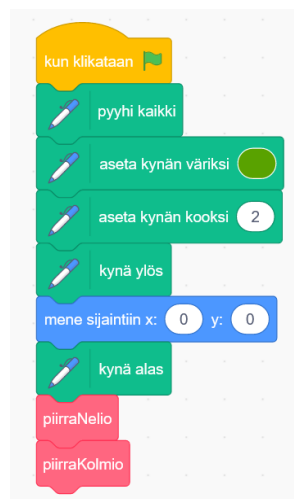 kun klikataan
pyyhi kaikki
aseta kynän väriksi
aseta kynän kooksi 2
kynä ylös
mene sijaintiin x: 0 y: 0
kynä alas
piirraNelio
piirraKolmio